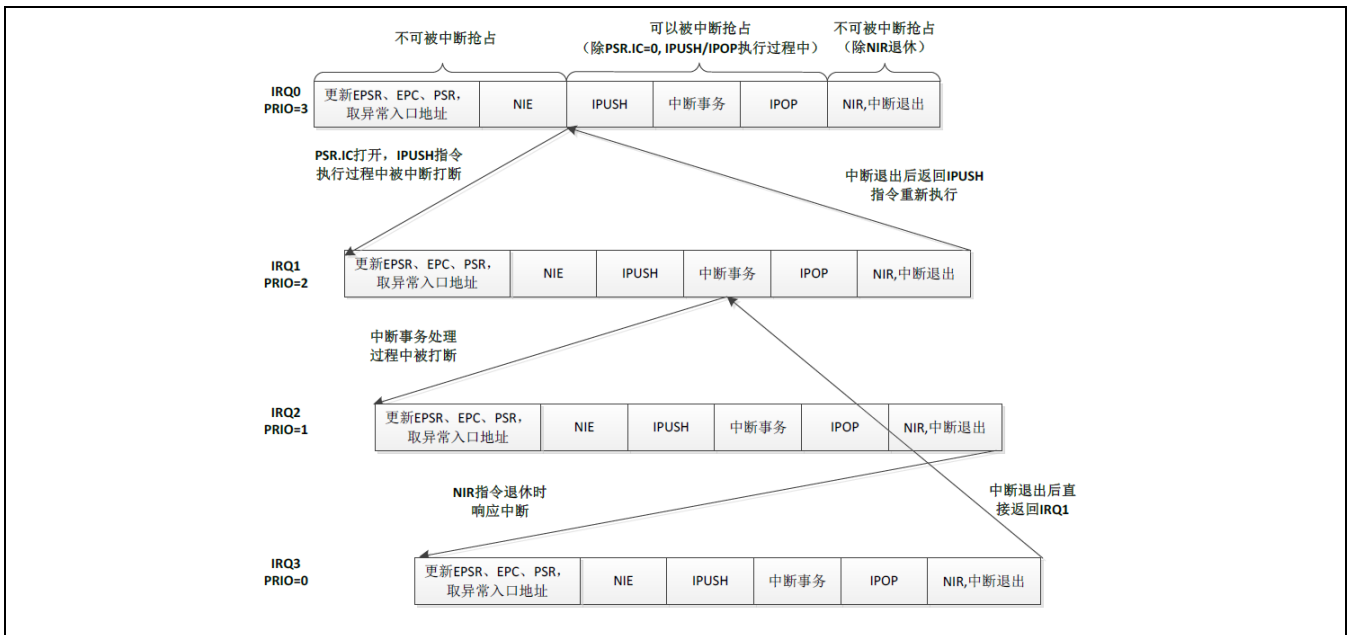 不可被中断抢占
可以被中断抢占
（除PSR.IC=0, IPUSH/IPOP执行过程中）
不可被中断抢占
（除NIR退休）
IRQ0
PRIO=3
更新EPSR、EPC、PSR，
取异常入口地址
NIE
IPUSH
中断事务
IPOP
NIR,中断退出
PSR.IC打开，IPUSH指令
执行过程中被中断打断
中断退出后返回IPUSH
指令重新执行
IRQ1
PRIO=2
更新EPSR、EPC、PSR，
取异常入口地址
NIE
IPUSH
中断事务
IPOP
NIR,中断退出
中断事务处理
过程中被打断
IRQ2
PRIO=1
更新EPSR、EPC、PSR，
取异常入口地址
NIE
IPUSH
中断事务
IPOP
NIR,中断退出
NIR指令退休时
响应中断
中断退出后直
接返回IRQ1
IRQ3
PRIO=0
更新EPSR、EPC、PSR，
取异常入口地址
NIE
IPUSH
中断事务
IPOP
NIR,中断退出